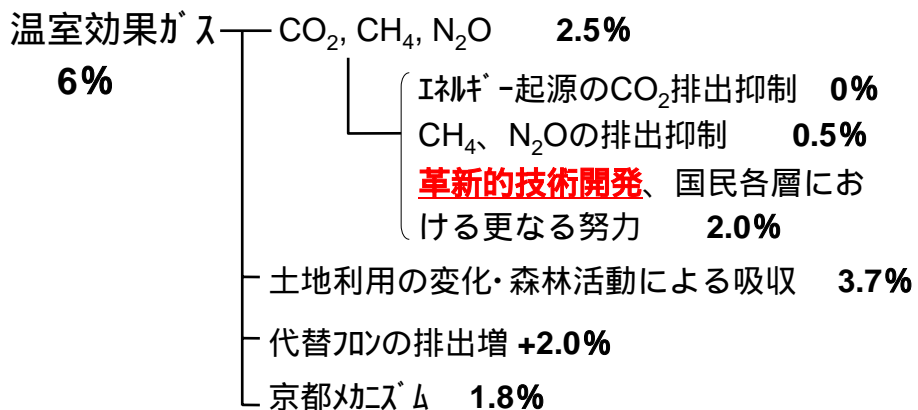 温室効果ｶﾞｽ
6%
CO₂, CH₄, N₂O 2.5%
ｴﾈﾙｷﾞｰ起源のCO₂排出抑制 0%
CH₄、N₂Oの排出抑制 0.5%
革新的技術開発、国民各層にお
ける更なる努力 2.0%
土地利用の変化･森林活動による吸収 3.7%
代替ﾌﾛﾝの排出増 +2.0%
京都ﾒｶﾆｽﾞﾑ 1.8%